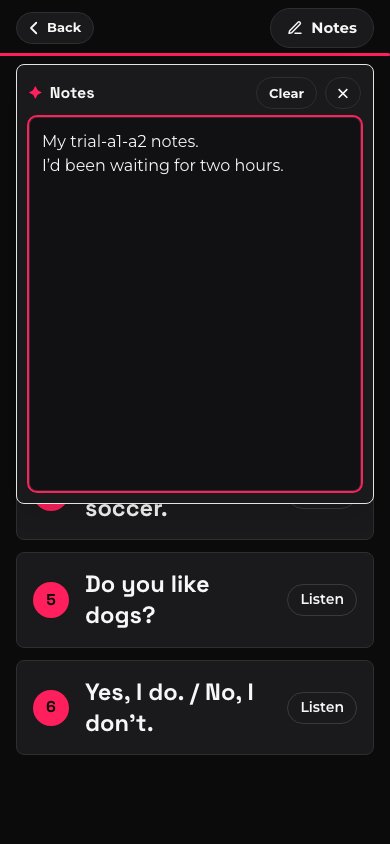 Back
Notes
Notes
Clear
My trial-a1-a2 notes.
I’d been waiting for two hours.
soccer.
5
Do you like
dogs?
Listen
6
Yes, I do. / No, I
don’t.
Listen